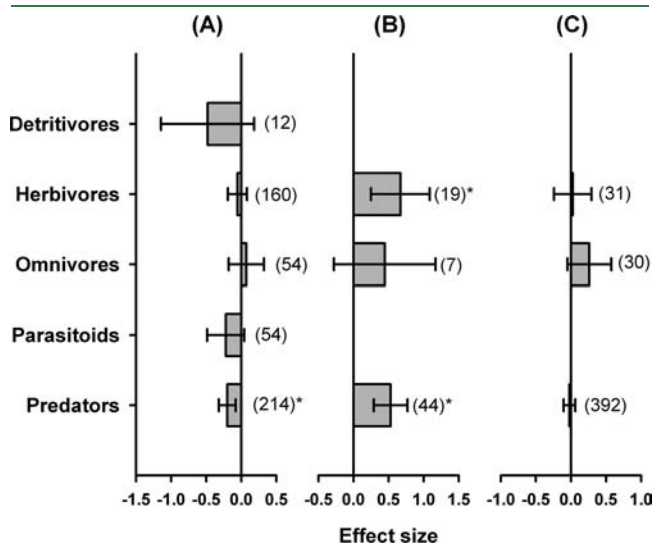 (A) (B) (C)
Detritivores (12)
Herbivores (160) (19)* (31)
Omnivores (54) (7) (30)
Parasitoids (54)
Predators (214)* (44)* (392)
-1.5 -1.0 -0.5 0.0 0.5 -0.5 0.0 0.5 1.0 1.5 -1.0 -0.5 0.0 0.5 1.0
Effect size